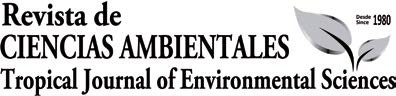 Revista de
CIENCIAS AMBIENTALES
Desde
Since 1980
Tropical Journal of Environmental Sciences